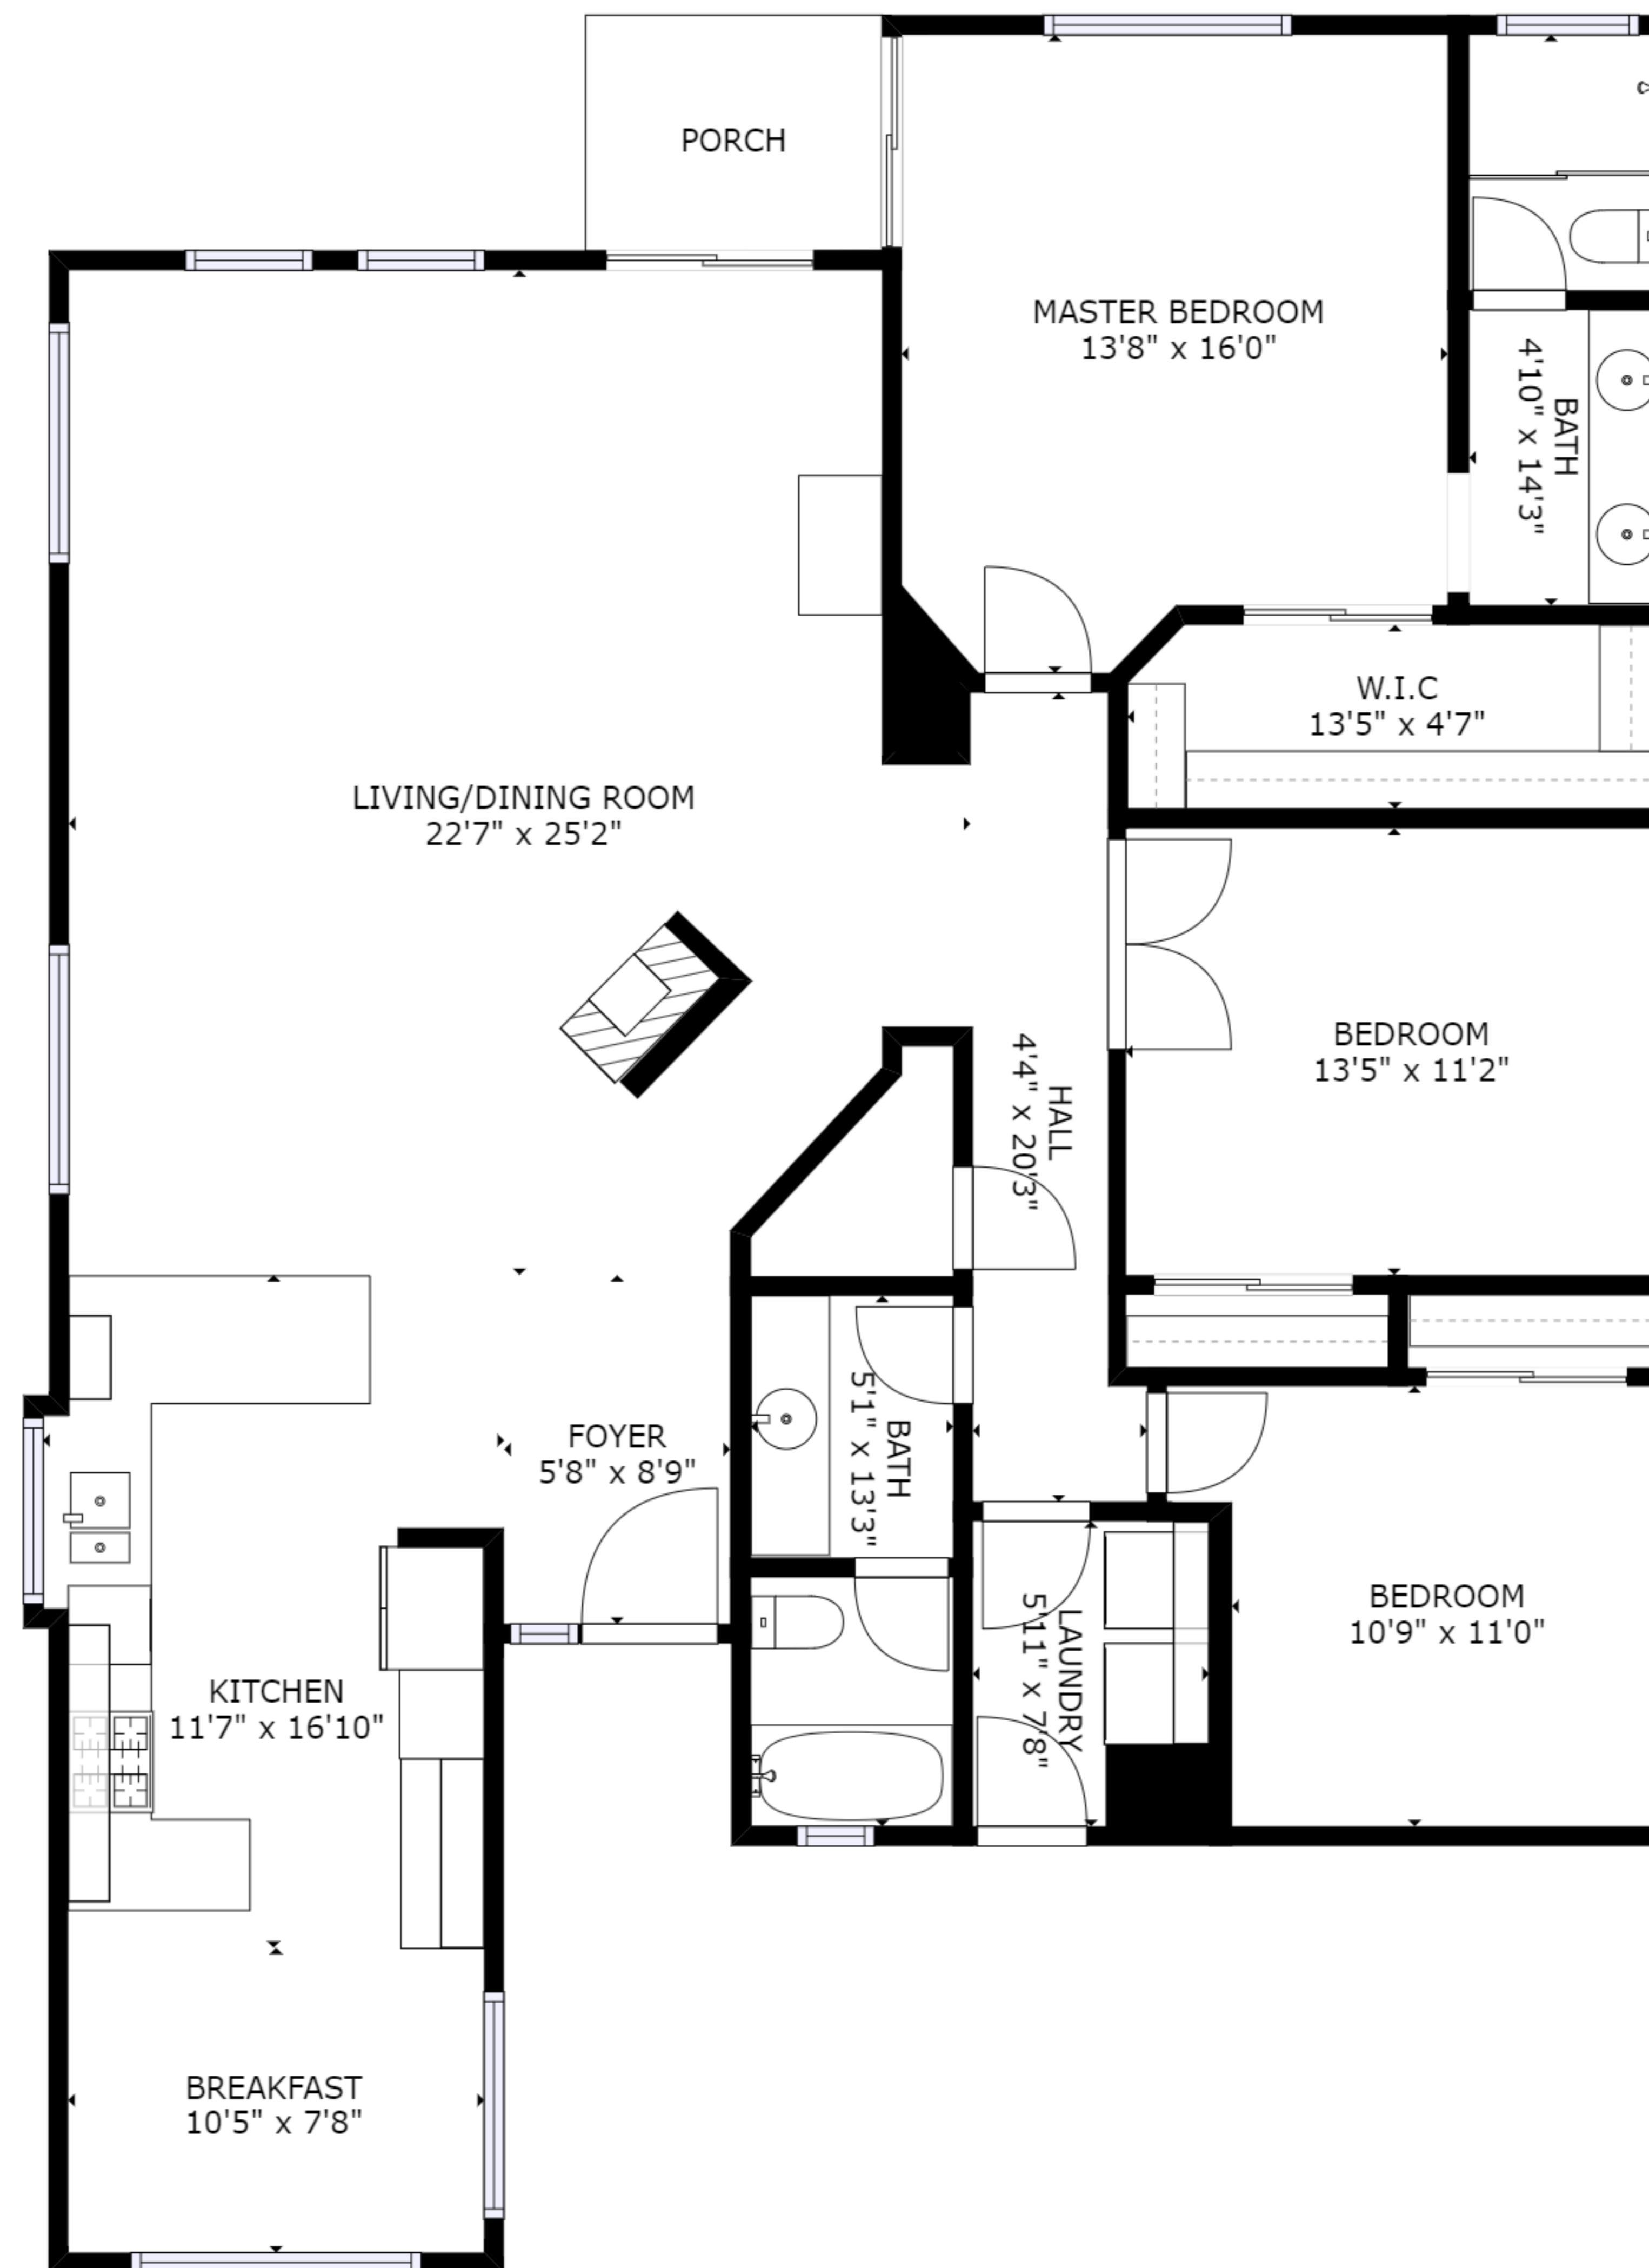 PORCH
MASTER BEDROOM
13'8" x 16'0"
BATH
4'10" x 14'3"
W.I.C
13'5" x 4'7"
LIVING/DINING ROOM
22'7" x 25'2"
BEDROOM
13'5" x 11'2"
HALL
4'4" x 20'3"
FOYER
5'8" x 8'9"
BATH
5'1" x 13'3"
BEDROOM
10'9" x 11'0"
LAUNDRY
5'11" x 7'8"
KITCHEN
11'7" x 16'10"
BREAKFAST
10'5" x 7'8"